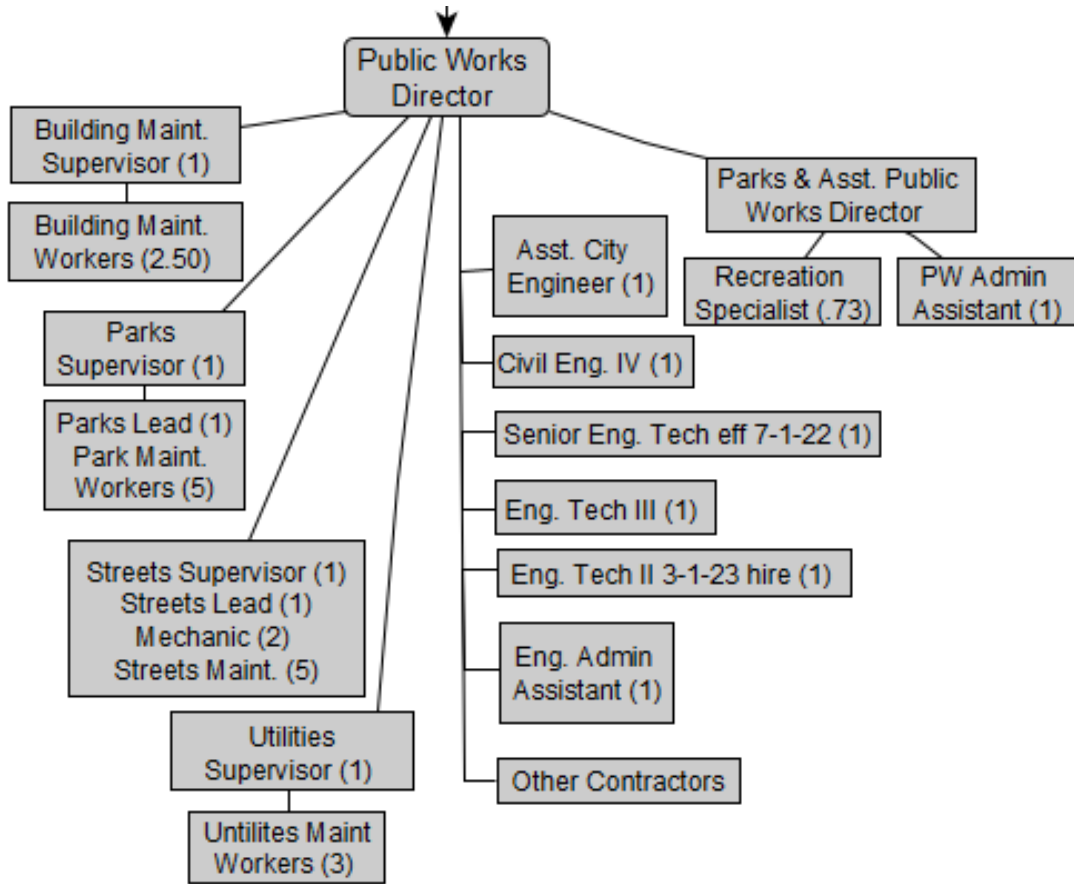 Public Works
Director
Building Maint.
Supervisor (1)
Building Maint.
Workers (2.50)
Parks
Supervisor (1)
Parks Lead (1)
Park Maint.
Workers (5)
Streets Supervisor (1)
Streets Lead (1)
Mechanic (2)
Streets Maint. (5)
Utilities
Supervisor (1)
Untilites Maint
Workers (3)
Asst. City
Engineer (1)
Civil Eng. IV (1)
Senior Eng. Tech eff 7-1-22 (1)
Eng. Tech III (1)
Eng. Tech II 3-1-23 hire (1)
Eng. Admin
Assistant (1)
Other Contractors
Parks & Asst. Public
Works Director
Recreation
Specialist (.73)
PW Admin
Assistant (1)